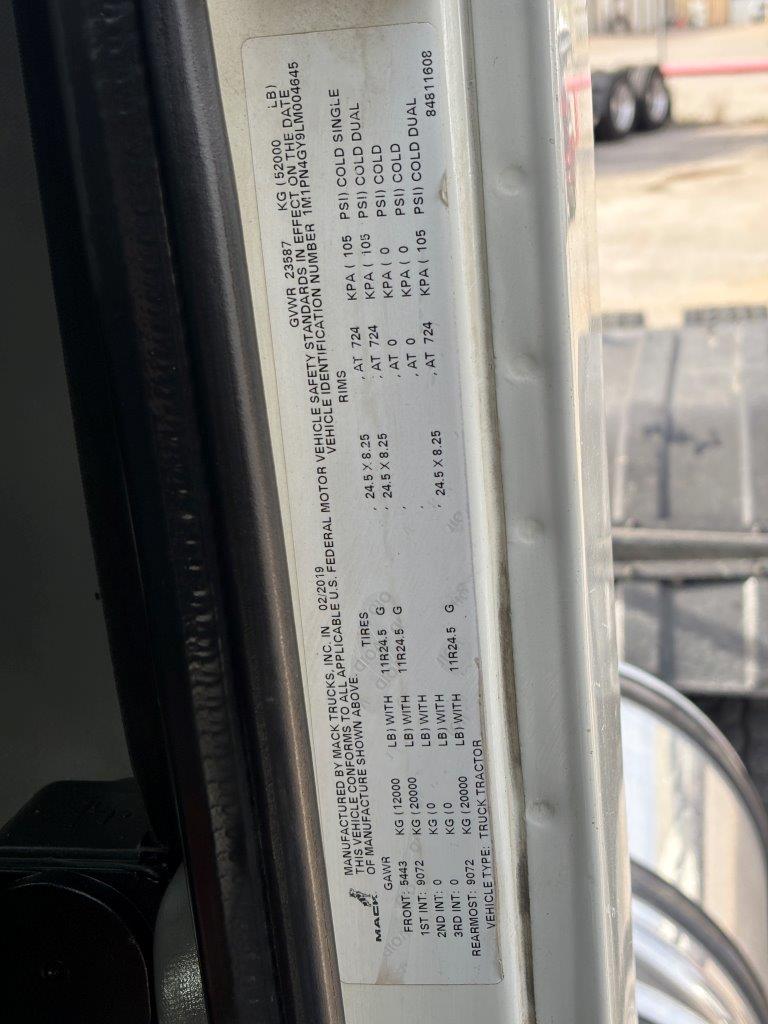 MANUFACTURED BY MACK TRUCKS, INC. IN 02/2019 GVWR 23587 KG (52000 LB)
THIS VEHICLE CONFORMS TO ALL APPLICABLE U.S. FEDERAL MOTOR VEHICLE SAFETY STANDARDS IN EFFECT ON THE DATE
OF MANUFACTURE SHOWN ABOVE. VEHICLE IDENTIFICATION NUMBER 1M1PN4GY9LM004645
MACK
GAWR TIRES RIMS
FRONT: 5443 KG (12000 LB) WITH 11R24.5 G , 24.5 X 8.25 , AT 724 KPA ( 105 PSI) COLD SINGLE
1ST INT: 9072 KG (20000 LB) WITH 11R24.5 G , 24.5 X 8.25 , AT 724 KPA ( 105 PSI) COLD DUAL
2ND INT: 0 KG (0 LB) WITH , , AT 0 KPA ( 0 PSI) COLD
3RD INT: 0 KG (0 LB) WITH , AT 0 KPA ( 0 PSI) COLD
REARMOST: 9072 KG (20000 LB) WITH 11R24.5 G , 24.5 X 8.25 , AT 724 KPA ( 105 PSI) COLD DUAL
VEHICLE TYPE: TRUCK TRACTOR 84811608